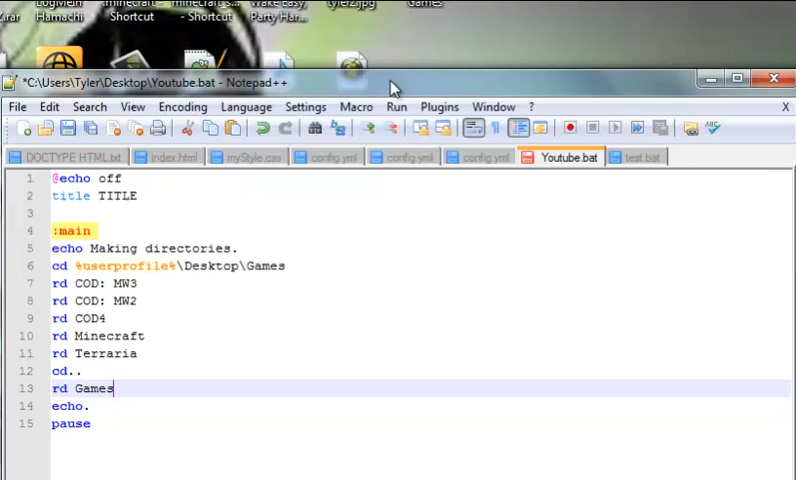 LogMeIn
Hamachi
Shortcut
- Shortcut
Party Har...
Games
*C:\Users\Tyler\Desktop\Youtube.bat - Notepad++
File Edit Search View Encoding Language Settings Macro Run Plugins Window ? X
DOCTYPE HTML.txt index.html myStyle.css config.yml config.yml config.yml Youtube.bat test.bat
1 @echo off
2 title TITLE
3
4 :main
5 echo Making directories.
6 cd %userprofile%\Desktop\Games
7 rd COD: MW3
8 rd COD: MW2
9 rd COD4
10 rd Minecraft
11 rd Terraria
12 cd..
13 rd Games
14 echo.
15 pause